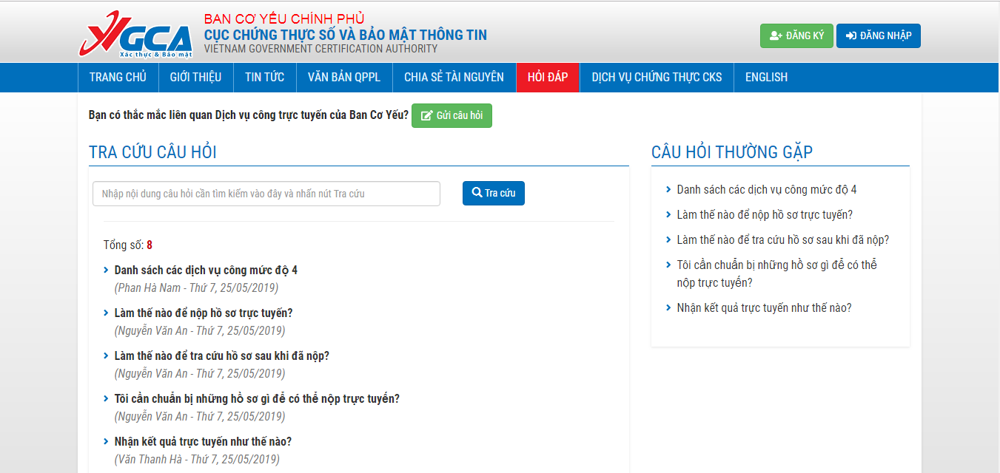 VGCA
Xác thực & Bảo mật
BAN CƠ YẾU CHÍNH PHỦ
CỤC CHỨNG THỰC SỐ VÀ BẢO MẬT THÔNG TIN
VIETNAM GOVERNMENT CERTIFICATION AUTHORITY
ĐĂNG KÝ
ĐĂNG NHẬP
TRANG CHỦ
GIỚI THIỆU
TIN TỨC
VĂN BẢN QPPL
CHIA SẺ TÀI NGUYÊN
HỎI ĐÁP
DỊCH VỤ CHỨNG THỰC CKS
ENGLISH
Bạn có thắc mắc liên quan Dịch vụ công trực tuyến của Ban Cơ Yếu?
Gửi câu hỏi
TRA CỨU CÂU HỎI
Nhập nội dung câu hỏi cần tìm kiếm vào đây và nhấn nút Tra cứu
Tra cứu
Tổng số: 8
Danh sách các dịch vụ công mức độ 4
(Phan Hà Nam - Thứ 7, 25/05/2019)
Làm thế nào để nộp hồ sơ trực tuyến?
(Nguyễn Văn An - Thứ 7, 25/05/2019)
Làm thế nào để tra cứu hồ sơ sau khi đã nộp?
(Nguyễn Văn An - Thứ 7, 25/05/2019)
Tôi cần chuẩn bị những hồ sơ gì để có thể nộp trực tuyến?
(Nguyễn Văn An - Thứ 7, 25/05/2019)
Nhận kết quả trực tuyến như thế nào?
(Văn Thanh Hà - Thứ 7, 25/05/2019)
CÂU HỎI THƯỜNG GẶP
Danh sách các dịch vụ công mức độ 4
Làm thế nào để nộp hồ sơ trực tuyến?
Làm thế nào để tra cứu hồ sơ sau khi đã nộp?
Tôi cần chuẩn bị những hồ sơ gì để có thể
nộp trực tuyến?
Nhận kết quả trực tuyến như thế nào?